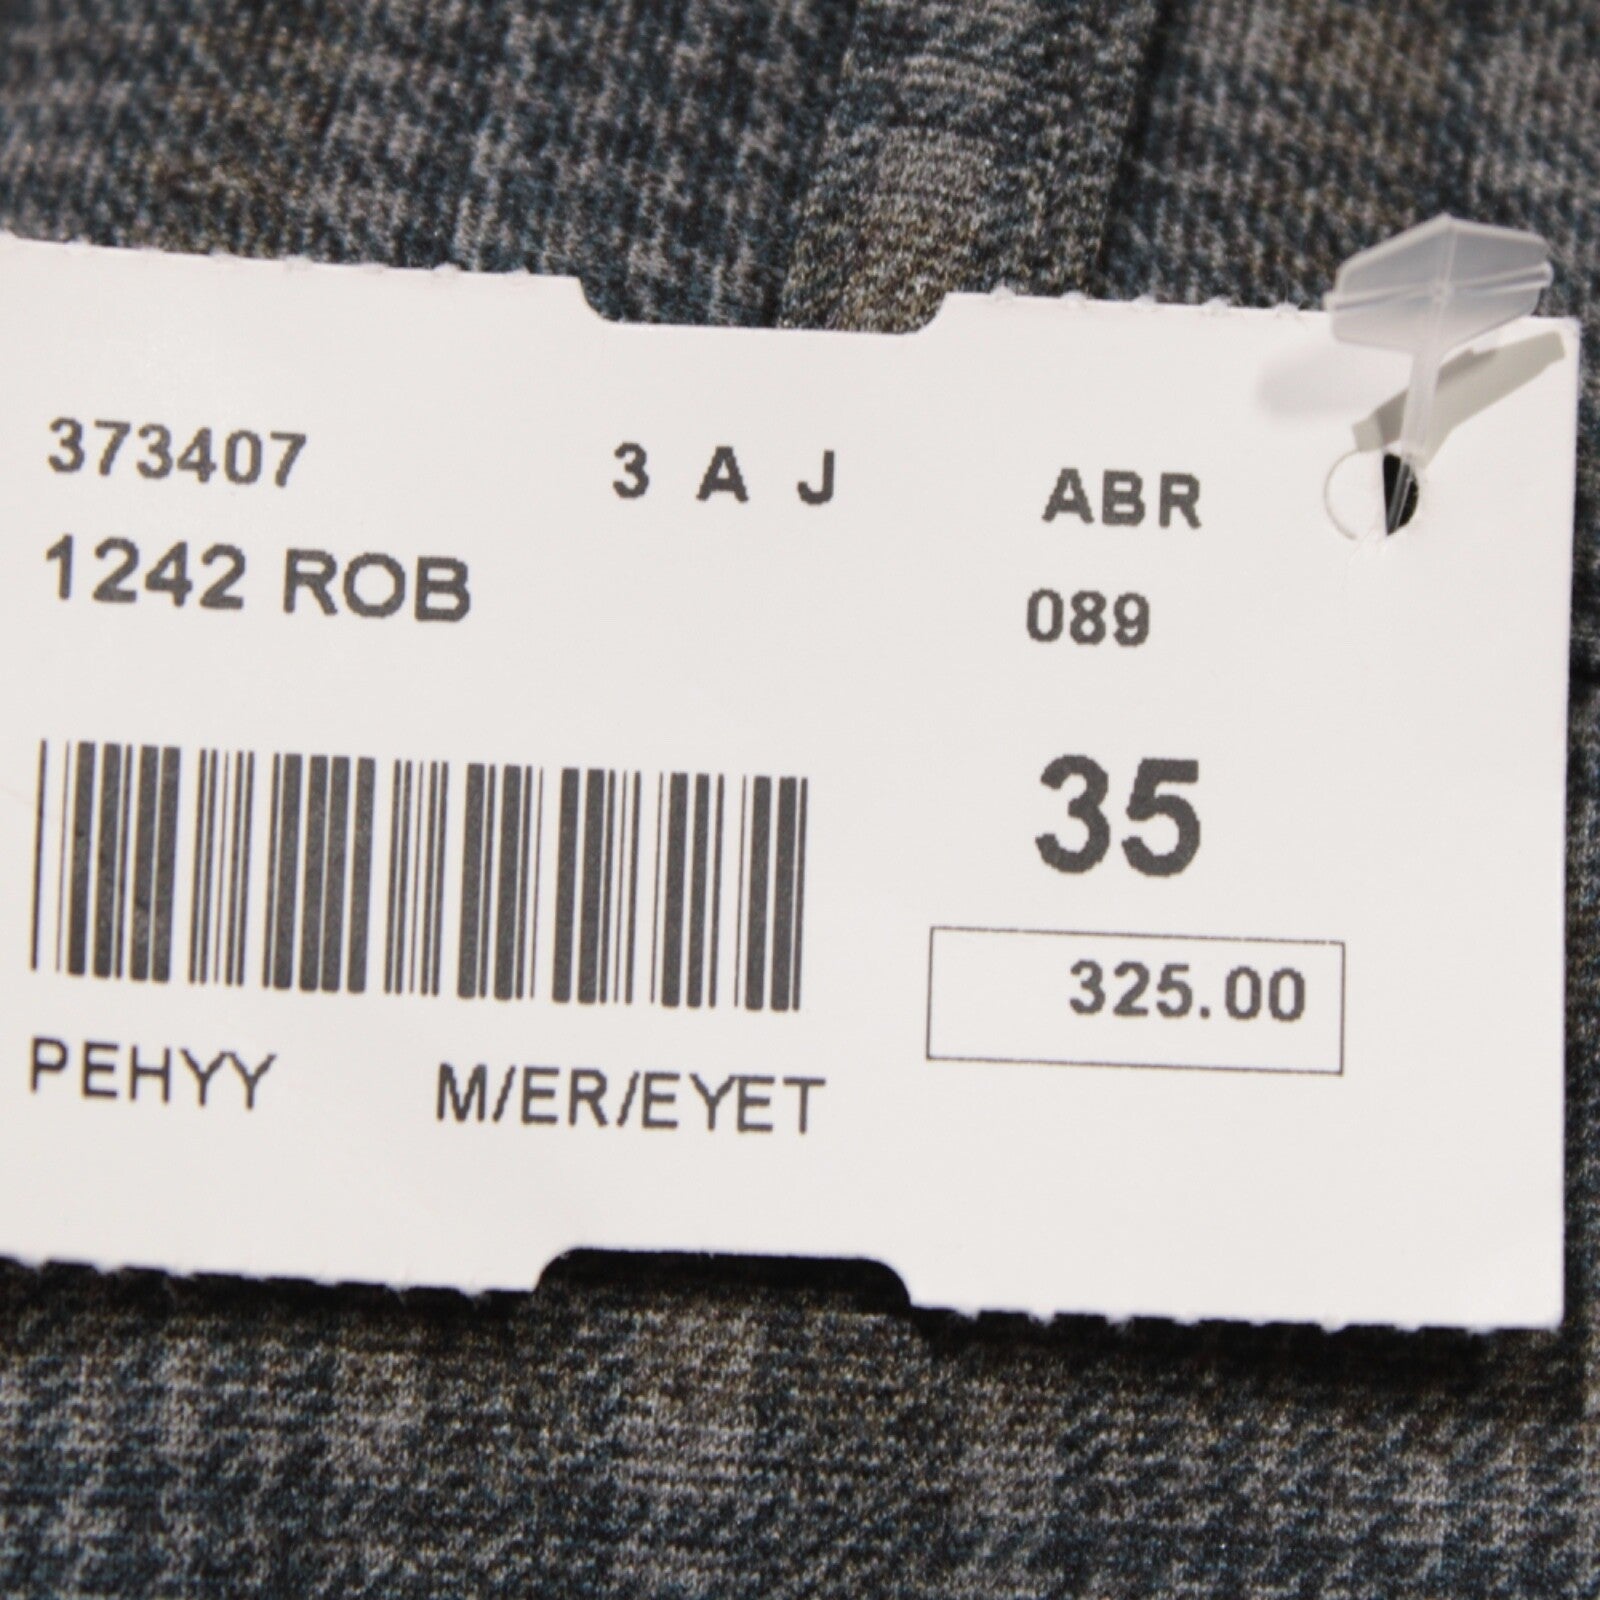 373407 3 A J ABR
1242 ROB 089
35
325.00
PEHYY M/ER/EYET